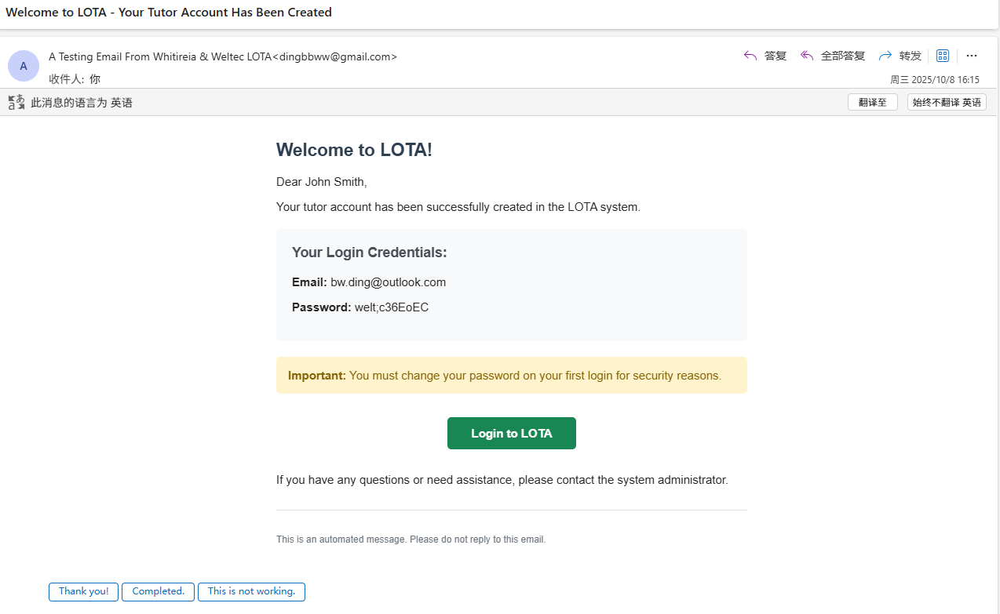 Welcome to LOTA - Your Tutor Account Has Been Created
A
A Testing Email From Whitireia & Weltec LOTA<dingbbww@gmail.com>
答复
全部答复
转发
收件人: 你
周三 2025/10/8 16:15
此消息的语言为 英语
翻译至
始终不翻译 英语
Welcome to LOTA!
Dear John Smith,
Your tutor account has been successfully created in the LOTA system.
Your Login Credentials:
Email: bw.ding@outlook.com
Password: welt;c36EoEC
Important: You must change your password on your first login for security reasons.
Login to LOTA
If you have any questions or need assistance, please contact the system administrator.
This is an automated message. Please do not reply to this email.
Thank you!
Completed.
This is not working.